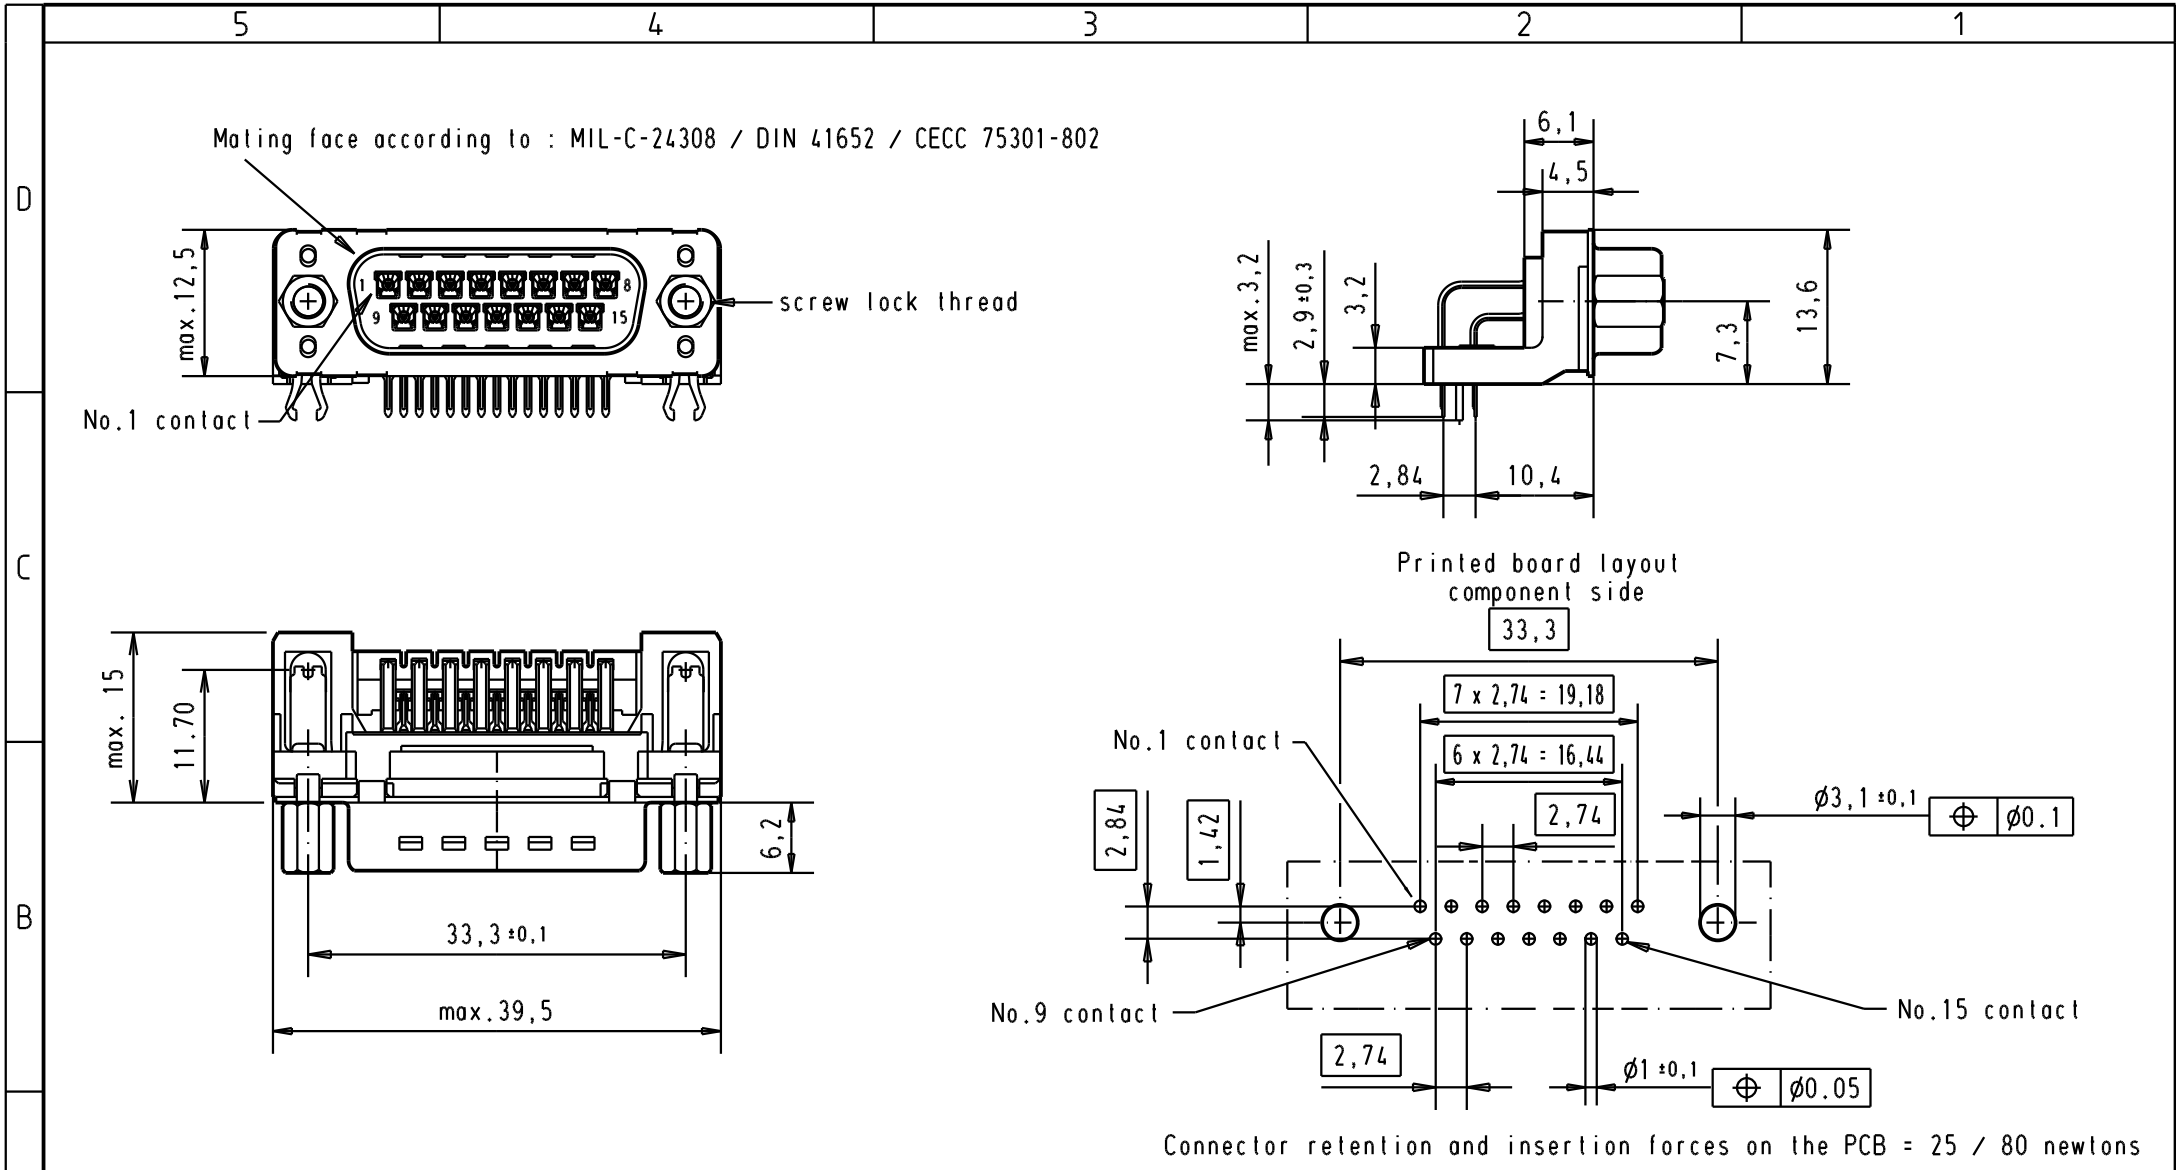 5 4 3 2 1
D
C
B
Mating face according to : MIL-C-24308 / DIN 41652 / CECC 75301-802
max.12,5
1
8
9
15
screw lock thread
No.1 contact
6,1
4,5
max.3,2
2,9 ±0,3
3,2
7,3
13,6
2,84
10,4
max. 15
11.70
6,2
33,3 ±0,1
max.39,5
Printed board layout
component side
33,3
7 x 2,74 = 19,18
No.1 contact
6 x 2,74 = 16,44
2,84
1,42
2,74
ø3,1 ±0,1
ø0.1
No.9 contact
No.15 contact
2,74
ø1 ±0,1
ø0.05
Connector retention and insertion forces on the PCB = 25 / 80 newtons